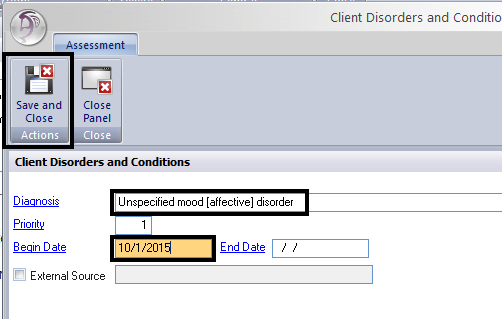 Client Disorders and Conditio
Assessment
Save and Close
Close Panel
Actions
Close
Client Disorders and Conditions
Diagnosis Unspecified mood [affective] disorder
Priority 1
Begin Date 10/1/2015 End Date / /
External Source